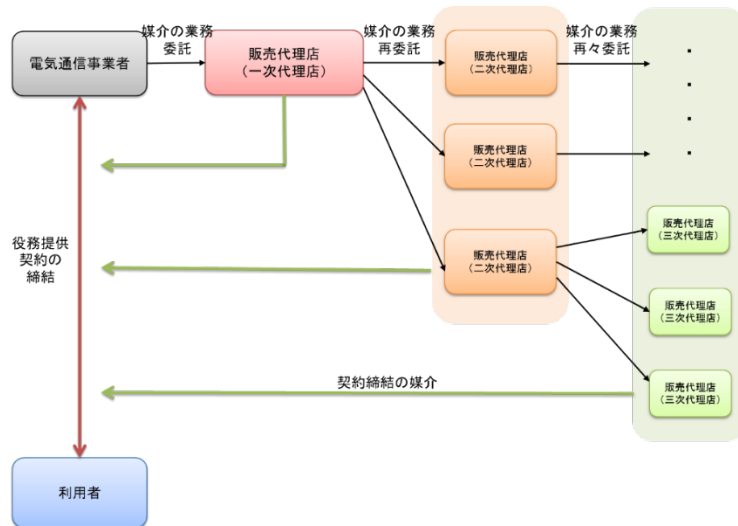 媒介の業務
委託
媒介の業務
再委託
媒介の業務
再々委託
電気通信事業者
販売代理店
（一次代理店）
販売代理店
（二次代理店）
販売代理店
（二次代理店）
販売代理店
（三次代理店）
役務提供
契約の
締結
販売代理店
（二次代理店）
販売代理店
（三次代理店）
契約締結の媒介
販売代理店
（三次代理店）
利用者